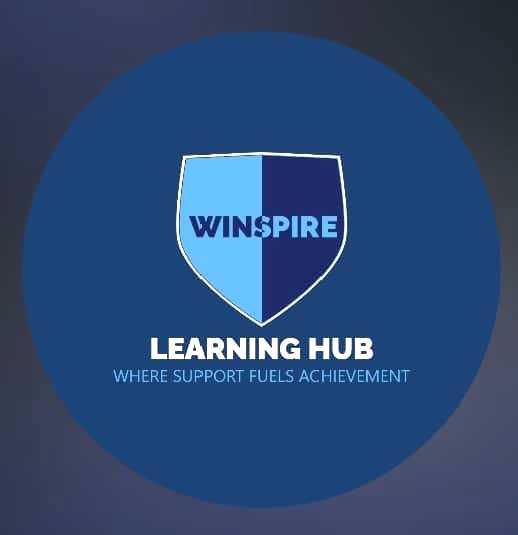 WINSPIRE
LEARNING HUB
WHERE SUPPORT FUELS ACHIEVEMENT